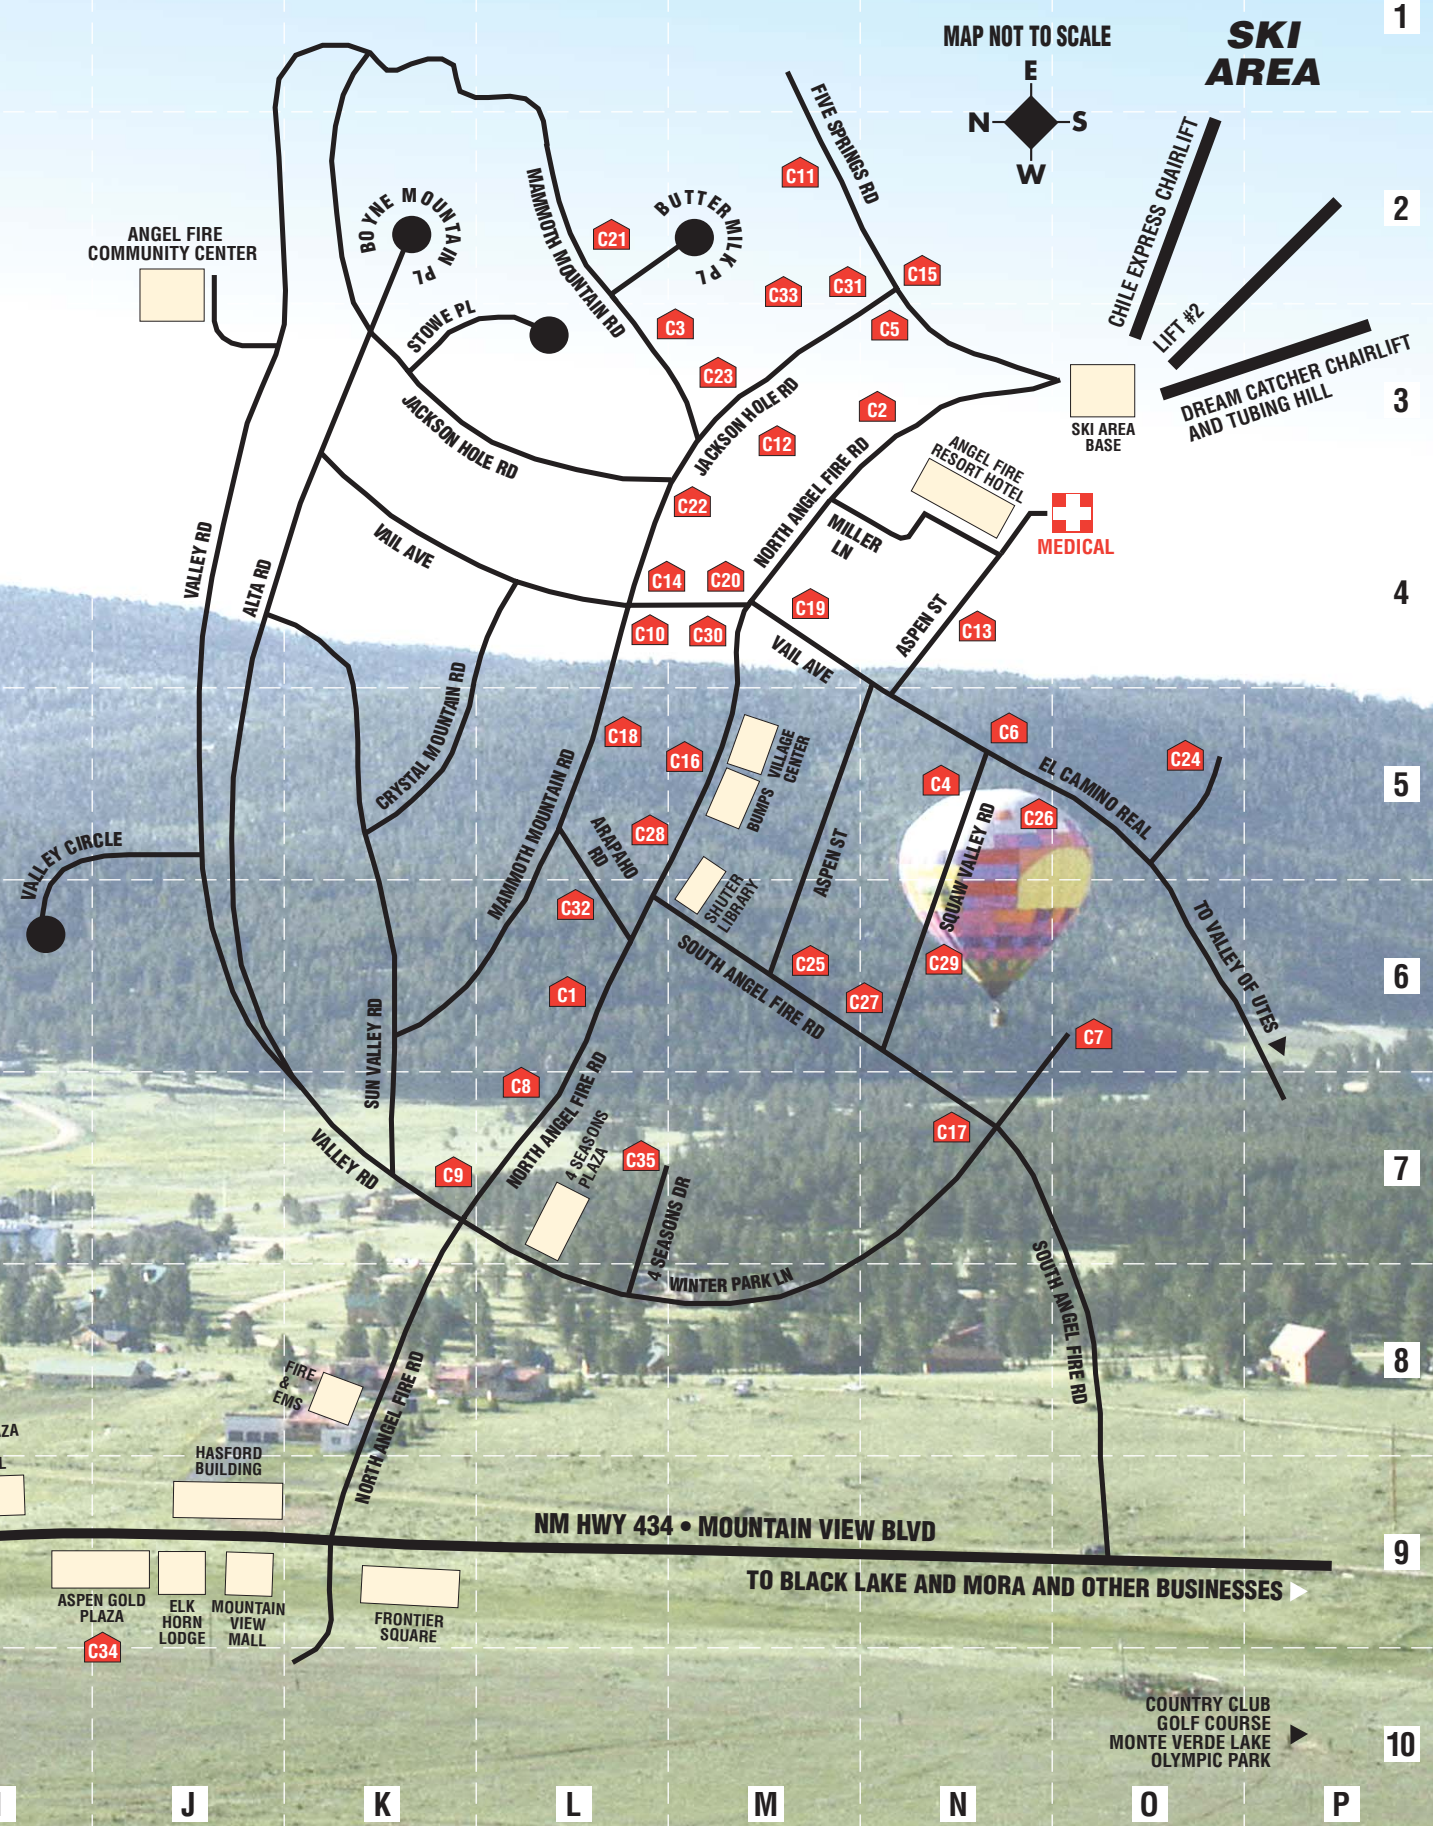 1
MAP NOT TO SCALE
SKI
AREA
E
N
S
W
FIVE SPRINGS RD
CHILE EXPRESS CHAIRLIFT
C11
MAMMOTH MOUNTAIN RD
BOYNE MOUNTAIN PL
BUTTER MILK PL
2
ANGEL FIRE
COMMUNITY CENTER
C21
C15
C31
C33
STOWE PL
C3
C5
LIFT #2
DREAM CATCHER CHAIRLIFT
AND TUBING HILL
C23
JACKSON HOLE RD
C2
3
SKI AREA
BASE
JACKSON HOLE RD
C12
ANGEL FIRE
RESORT HOTEL
NORTH ANGEL FIRE RD
C22
MILLER
LN
MEDICAL
VALLEY RD
VAIL AVE
ALTA RD
C14
C20
C19
4
ASPEN ST
C13
C10
C30
VAIL AVE
CRYSTAL MOUNTAIN RD
C18
C16
VILLAGE
CENTER
C6
C24
EL CAMINO REAL
5
C4
BUMPS
C26
MAMMOTH MOUNTAIN RD
ARAPAHO
RD
C28
ASPEN ST
SQUAW VALLEY RD
VALLEY CIRCLE
SHUTER
LIBRARY
C32
TO VALLEY OF UTES
SOUTH ANGEL FIRE RD
C25
C29
6
C1
C27
SUN VALLEY RD
C7
C8
NORTH ANGEL FIRE RD
4 SEASONS
PLAZA
C17
C35
VALLEY RD
C9
7
4 SEASONS DR
WINTER PARK LN
SOUTH ANGEL FIRE RD
8
FIRE
&
EMS
NORTH ANGEL FIRE RD
ZA
L
HASFORD
BUILDING
NM HWY 434 • MOUNTAIN VIEW BLVD
9
TO BLACK LAKE AND MORA AND OTHER BUSINESSES
ASPEN GOLD
PLAZA
ELK
HORN
LODGE
MOUNTAIN
VIEW
MALL
FRONTIER
SQUARE
C34
COUNTRY CLUB
GOLF COURSE
MONTE VERDE LAKE
OLYMPIC PARK
10
J
K
L
M
N
O
P